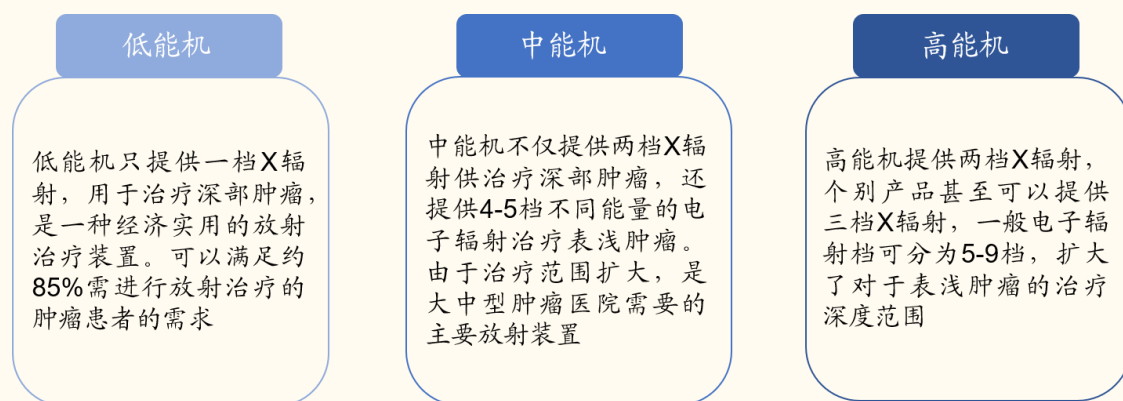 低能机
低能机只提供一档X辐
射，用于治疗深部肿瘤，
是一种经济实用的放射
治疗装置。可以满足约
85%需进行放射治疗的
肿瘤患者的需求
中能机
中能机不仅提供两档X辐
射供治疗深部肿瘤，还
提供4-5档不同能量的电
子辐射治疗表浅肿瘤。
由于治疗范围扩大，是
大中型肿瘤医院需要的
主要放射装置
高能机
高能机提供两档X辐射，
个别产品甚至可以提供
三档X辐射，一般电子辐
射档可分为5-9档，扩大
了对于表浅肿瘤的治疗
深度范围